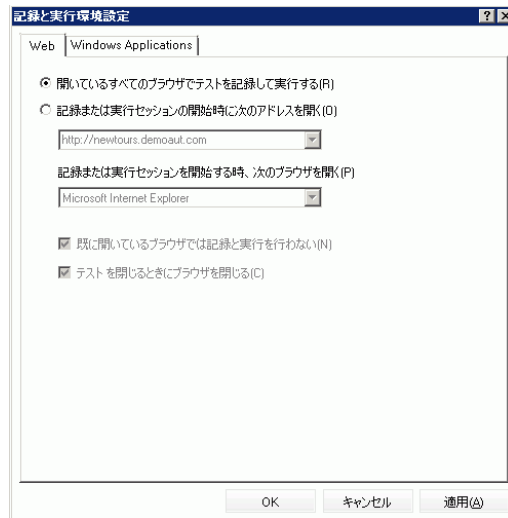 記録と実行環境設定
Web
Windows Applications
開いているすべてのブラウザでテストを記録して実行する(R)
記録または実行セッションの開始時に次のアドレスを開く(O)
http://newtours.demoaut.com
記録または実行セッションを開始する時、次のブラウザを開く(P)
Microsoft Internet Explorer
既に開いているブラウザでは記録と実行を行わない(N)
テストを閉じるときにブラウザを閉じる(C)
OK
キャンセル
適用(A)